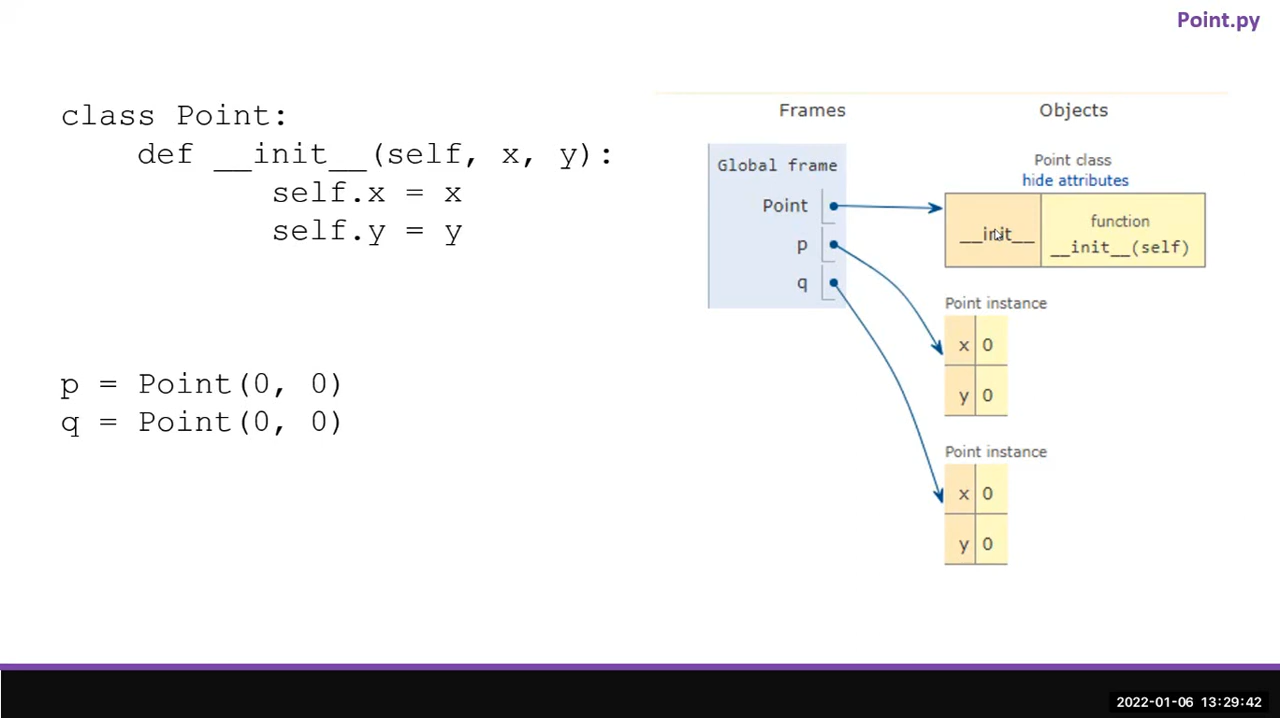 Point.py
class Point:
def __init__(self, x, y):
self.x = x
self.y = y
p = Point(0, 0)
q = Point(0, 0)
Frames
Objects
Global frame
Point
p
q
Point class
hide attributes
__init__
function
__init__(self)
Point instance
x 0
y 0
Point instance
x 0
y 0
2022-01-06 13:29:42